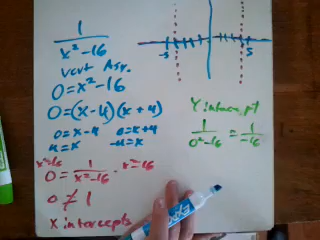 1
x²-16
vert Asy.
0=x²-16
0=(x-4)(x+4)
0=x-4 0=x+4
4=x -4=x
x²-16 0 = 1/x²-16 · x²-16
0 ≠ 1
x intercepts
-5 5
Y intercept
1/0²-16 = 1/-16
EXPO